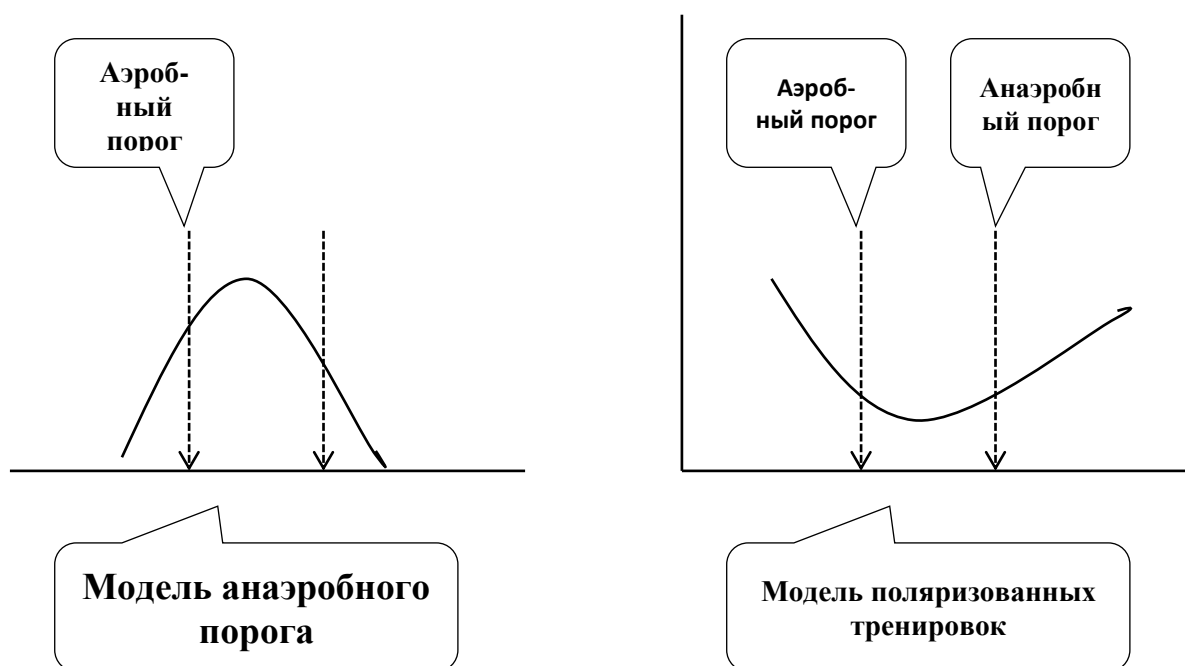 Аэроб-
ный
порог
Аэроб-
ный порог
Анаэробн
ый порог
Модель анаэробного
порога
Модель поляризованных
тренировок